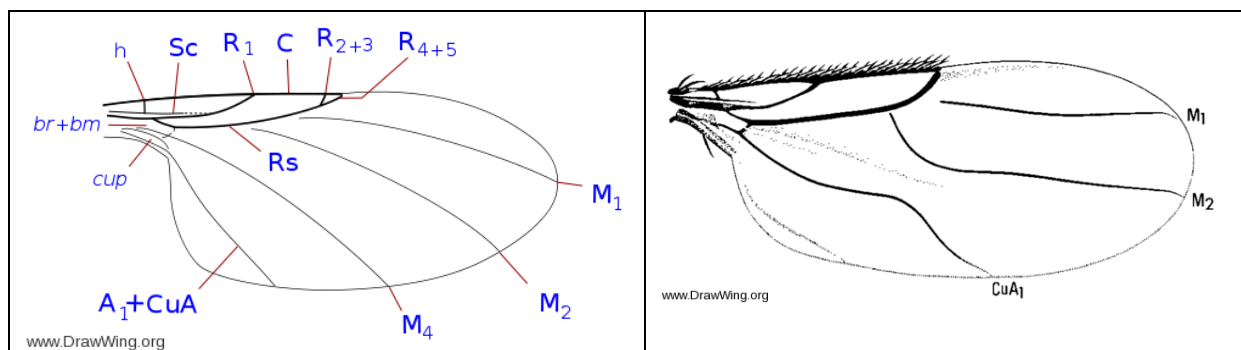 h Sc R1 C R2+3 R4+5
br+bm
cup
Rs
M1
A1+CuA
M4
M2
www.DrawWing.org
M1
M2
CuA1
www.DrawWing.org